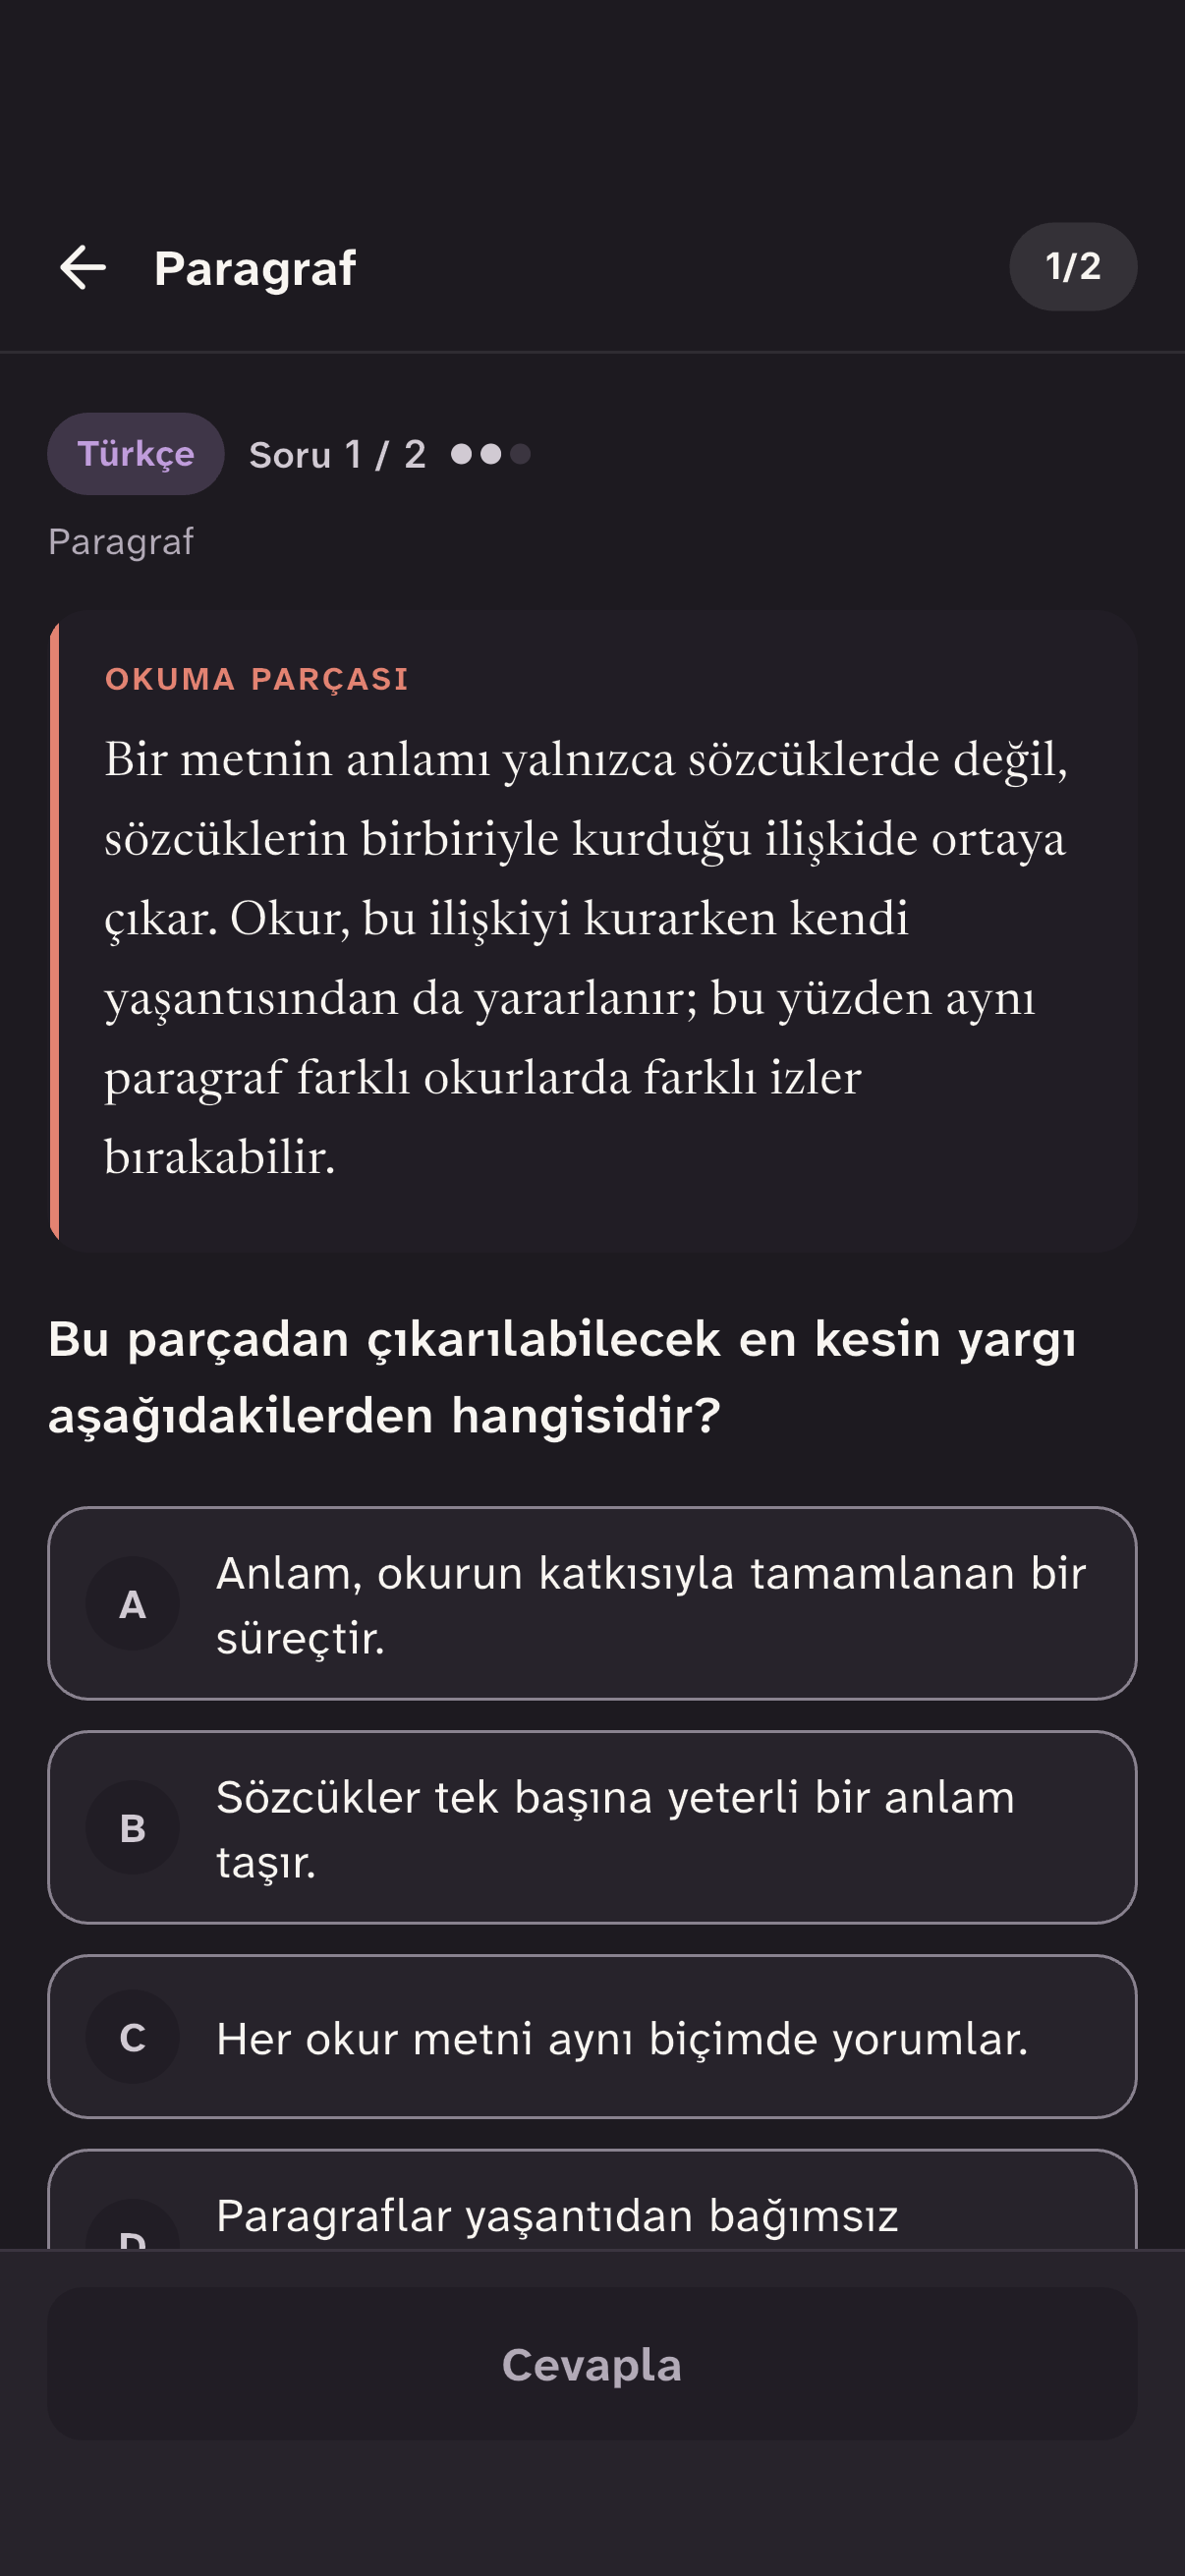 Paragraf
1/2
Türkçe
Soru 1 / 2
Paragraf
OKUMA PARÇASI
Bir metnin anlamı yalnızca sözcüklerde değil,
sözcüklerin birbiriyle kurduğu ilişkide ortaya
çıkar. Okur, bu ilişkiyi kurarken kendi
yaşantısından da yararlanır; bu yüzden aynı
paragraf farklı okurlarda farklı izler
bırakabilir.
Bu parçadan çıkarılabilecek en kesin yargı
aşağıdakilerden hangisidir?
A
Anlam, okurun katkısıyla tamamlanan bir
süreçtir.
B
Sözcükler tek başına yeterli bir anlam
taşır.
C
Her okur metni aynı biçimde yorumlar.
D
Paragraflar yaşantıdan bağımsız
Cevapla